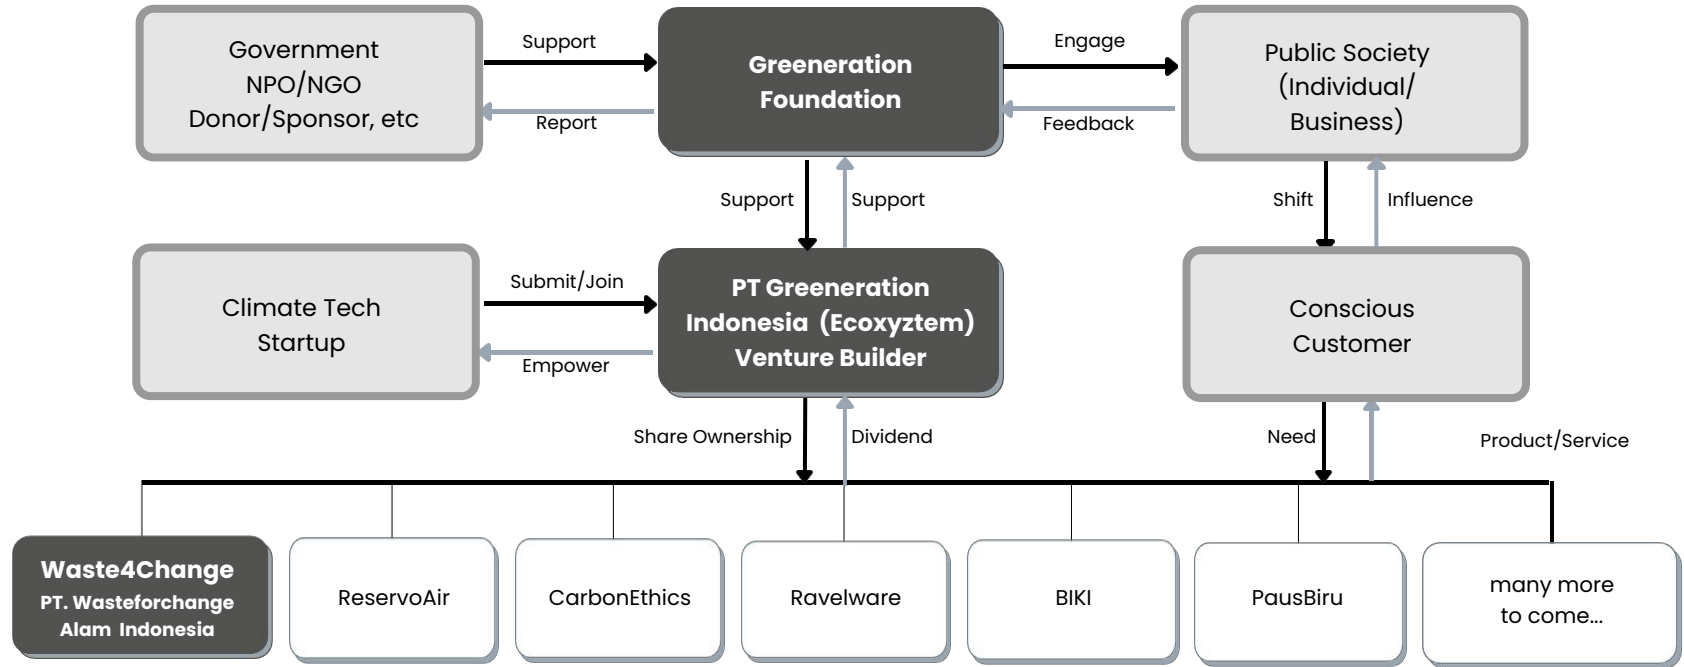 Government
NPO/NGO
Donor/Sponsor, etc
Support
Report
Greeneration
Foundation
Engage
Feedback
Public Society
(Individual/
Business)
Support
Support
Shift
Influence
Climate Tech
Startup
Submit/Join
Empower
PT Greeneration
Indonesia (Ecoxyztem)
Venture Builder
Conscious
Customer
Share Ownership
Dividend
Need
Product/Service
Waste4Change
PT. Wasteforchange
Alam Indonesia
ReservoAir
CarbonEthics
Ravelware
BIKI
PausBiru
many more
to come...